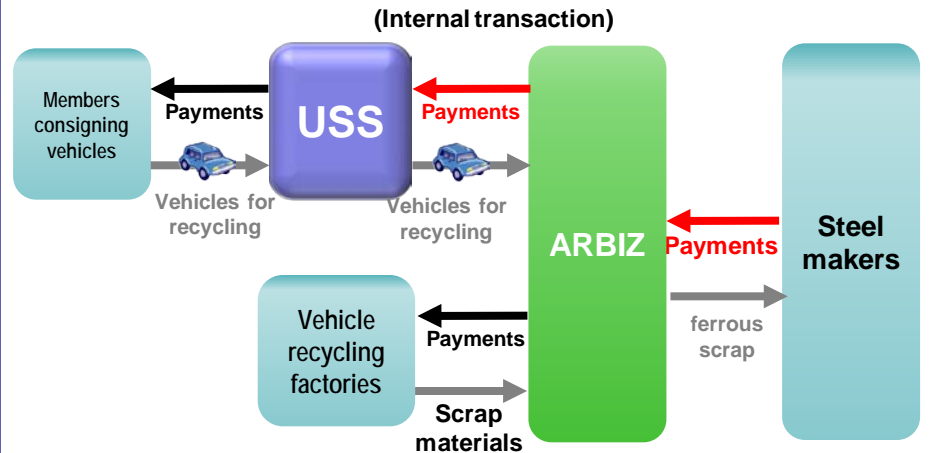 (Internal transaction)
Members
consigning
vehicles
Payments
Vehicles for
recycling
USS
Payments
Vehicles for
recycling
ARBIZ
Payments
ferrous
scrap
Steel
makers
Vehicle
recycling
factories
Payments
Scrap
materials